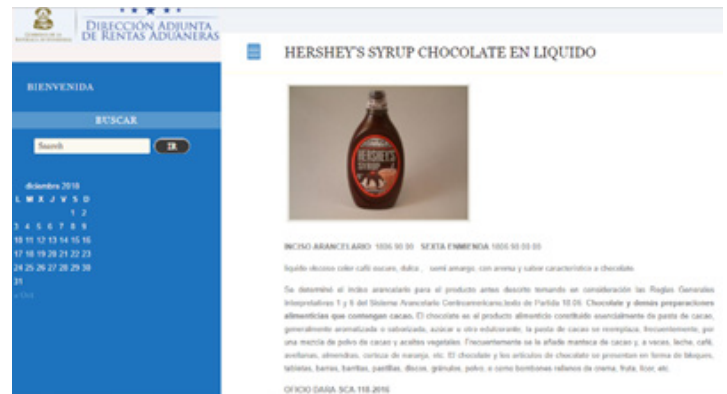 DIRECCIÓN ADJUNTA
DE RENTAS ADUANERAS
HERSHEY'S SYRUP CHOCOLATE EN LIQUIDO
BIENVENIDA
BUSCAR
Search IR
diciembre 2018
L M X J V S D
1 2
3 4 5 6 7 8 9
10 11 12 13 14 15 16
17 18 19 20 21 22 23
24 25 26 27 28 29 30
31
« Oct
HERSHEY'S
SYRUP
INCISO ARANCELARIO: 1806.90.00 SEXTA ENMIENDA 1806.90.00.00
liquido viscoso color café oscuro, dulce , semi amargo, con aroma y sabor característico a chocolate.
Se determinó el inciso arancelario para el producto antes descrito tomando en consideración las Reglas Generales
Interpretativas 1 y 6 del Sistema Arancelario Centroamericano,texto de Partida 18.06. Chocolate y demás preparaciones
alimenticias que contengan cacao. El chocolate es el producto alimenticio constituido esencialmente de pasta de cacao,
generalmente aromatizada o saborizada, azúcar u otro edulcorante; la pasta de cacao se reemplaza, frecuentemente, por
una mezcla de polvo de cacao y aceites vegetales. Frecuentemente se le añade manteca de cacao y, a veces, leche, café,
avellanas, almendras, corteza de naranja, etc. El chocolate y los artículos de chocolate se presentan en forma de bloques,
tabletas, barras, barritas, pastillas, discos, gránulos, polvo, o como bombones rellenos de crema, fruta, licor, etc.
OFICIO DARA-SCA-118-2016